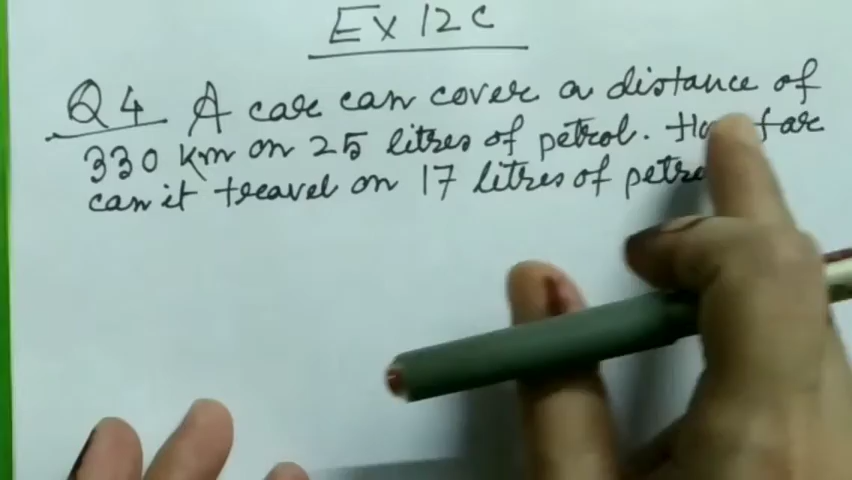 Ex 12C
Q4 A car can cover a distance of
330 km on 25 litres of petrol. far
can it travel on 17 litres of